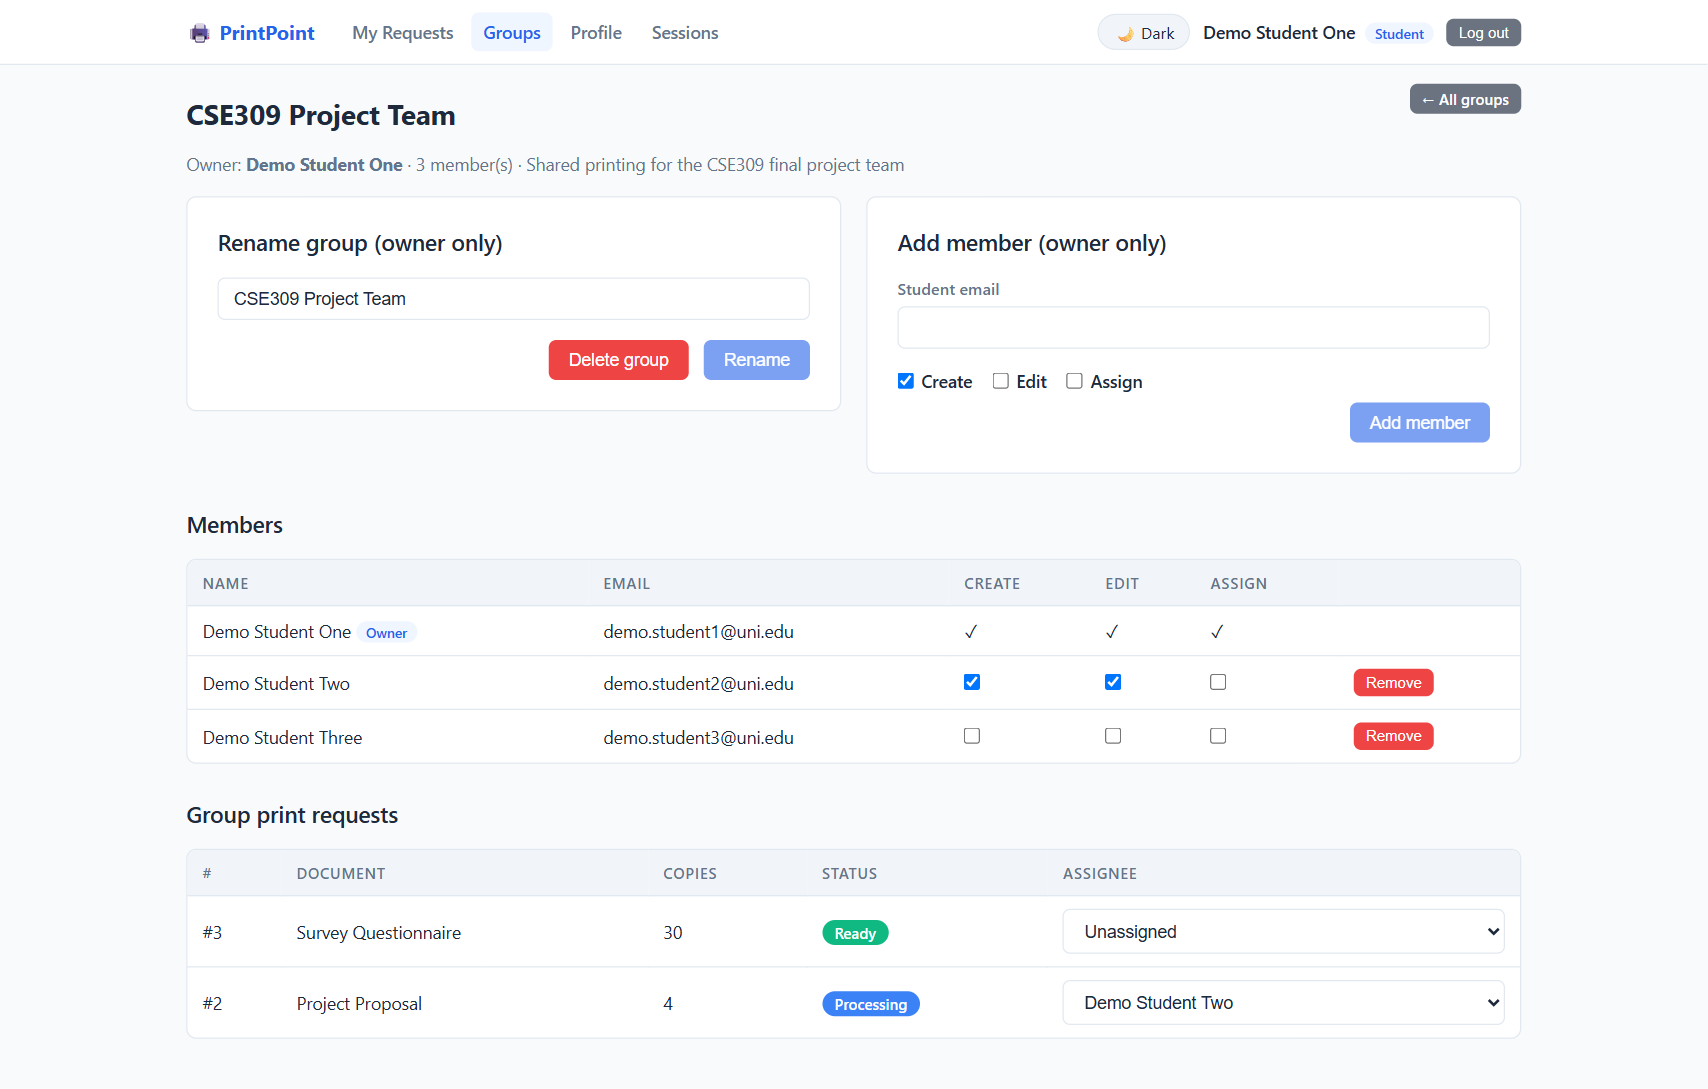 PrintPoint My Requests Groups Profile Sessions 🌙 Dark Demo Student One Student Log out
← All groups
CSE309 Project Team
Owner: Demo Student One · 3 member(s) · Shared printing for the CSE309 final project team
Rename group (owner only)
CSE309 Project Team
Delete group Rename
Add member (owner only)
Student email
Create Edit Assign
Add member
Members
NAME EMAIL CREATE EDIT ASSIGN
Demo Student One Owner demo.student1@uni.edu ✓ ✓ ✓
Demo Student Two demo.student2@uni.edu Remove
Demo Student Three demo.student3@uni.edu Remove
Group print requests
# DOCUMENT COPIES STATUS ASSIGNEE
#3 Survey Questionnaire 30 Ready Unassigned
#2 Project Proposal 4 Processing Demo Student Two